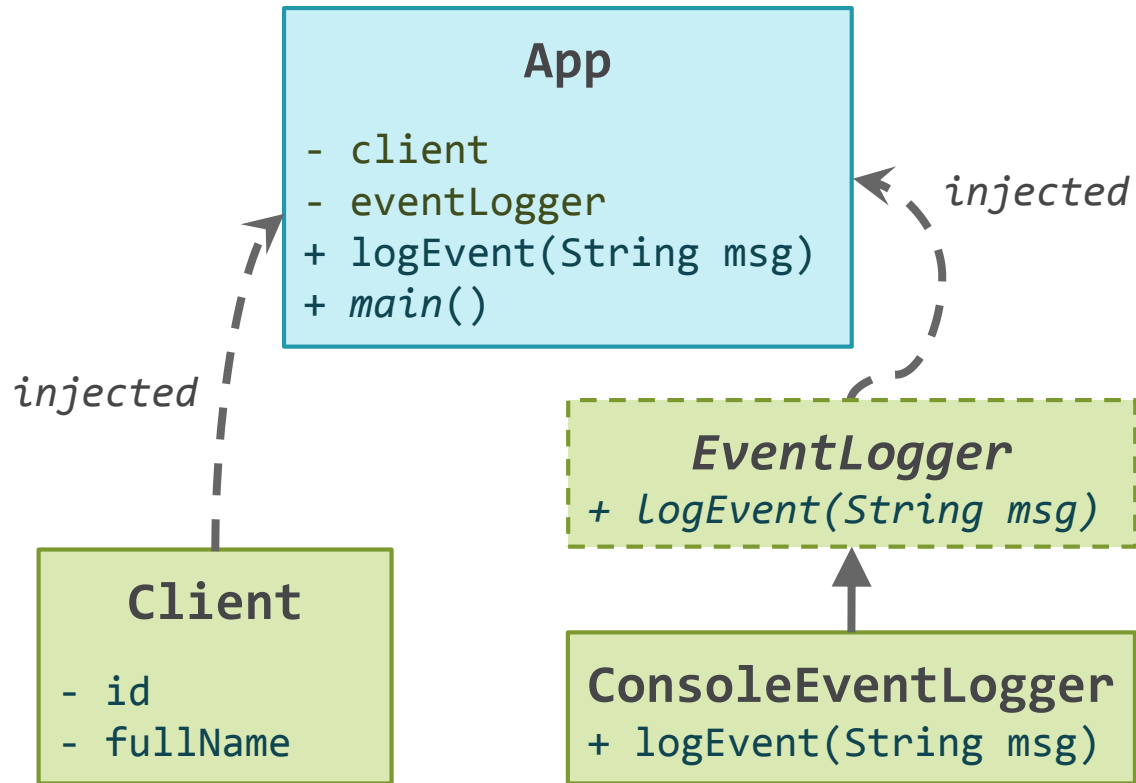 App
- client
- eventLogger
+ logEvent(String msg)
+ main()
injected
injected
EventLogger
+ logEvent(String msg)
Client
- id
- fullName
ConsoleEventLogger
+ logEvent(String msg)